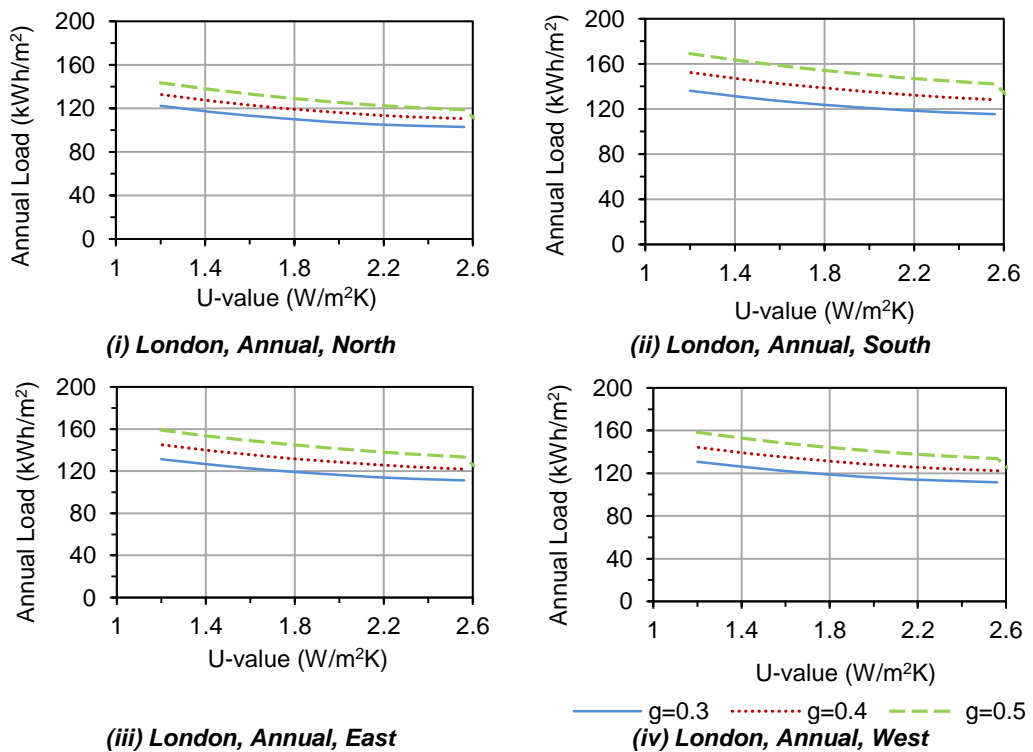 Annual Load (kWh/m²)
200
160
120
80
40
0
1 1.4 1.8 2.2 2.6
U-value (W/m²K)
(i) London, Annual, North
Annual Load (kWh/m²)
200
160
120
80
40
0
1 1.4 1.8 2.2 2.6
U-value (W/m²K)
(ii) London, Annual, South
Annual Load (kWh/m²)
200
160
120
80
40
0
1 1.4 1.8 2.2 2.6
U-value (W/m²K)
(iii) London, Annual, East
Annual Load (kWh/m²)
200
160
120
80
40
0
1 1.4 1.8 2.2 2.6
U-value (W/m²K)
g=0.3 g=0.4 g=0.5
(iv) London, Annual, West